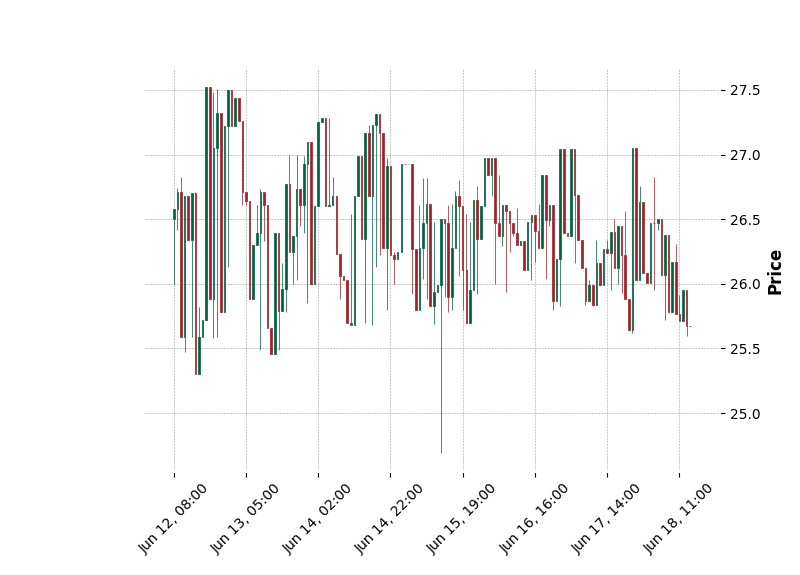 27.5
27.0
26.5
26.0
25.5
25.0
Price
Jun 12, 08:00
Jun 13, 05:00
Jun 14, 02:00
Jun 14, 22:00
Jun 15, 19:00
Jun 16, 16:00
Jun 17, 14:00
Jun 18, 11:00